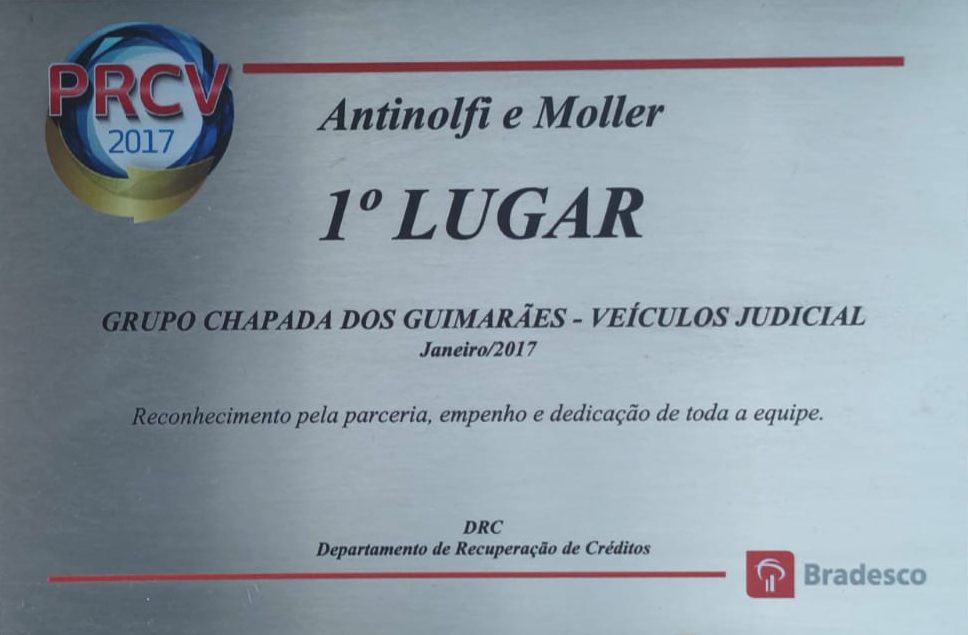 PRCV
2017
Antinolfi e Moller
1º LUGAR
GRUPO CHAPADA DOS GUIMARÃES - VEÍCULOS JUDICIAL
Janeiro/2017
Reconhecimento pela parceria, empenho e dedicação de toda a equipe.
DRC
Departamento de Recuperação de Créditos
Bradesco